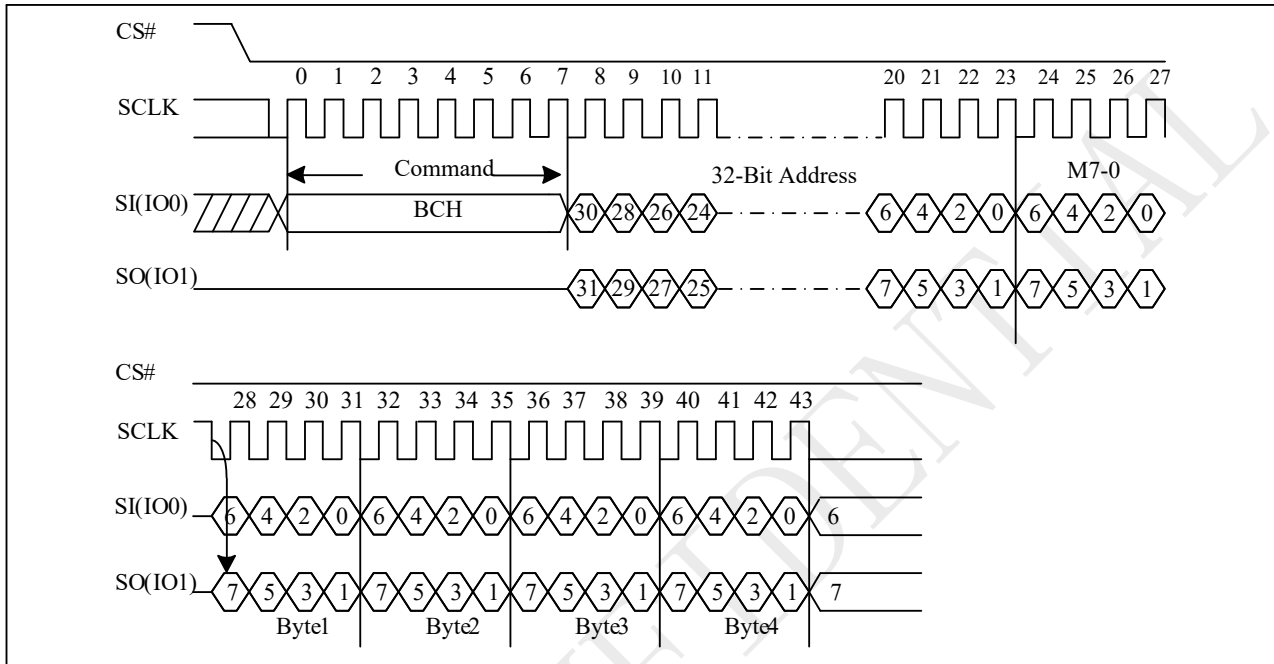 CS#
0 1 2 3 4 5 6 7 8 9 10 11 20 21 22 23 24 25 26 27
SCLK
Command 32-Bit Address M7-0
SI(IO0) BCH 30 28 26 24 6 4 2 0 6 4 2 0
SO(IO1) 31 29 27 25 7 5 3 1 7 5 3 1
CS#
28 29 30 31 32 33 34 35 36 37 38 39 40 41 42 43
SCLK
SI(IO0) 6 4 2 0 6 4 2 0 6 4 2 0 6 4 2 0 6
SO(IO1) 7 5 3 1 7 5 3 1 7 5 3 1 7 5 3 1 7
Byte1 Byte2 Byte3 Byte4